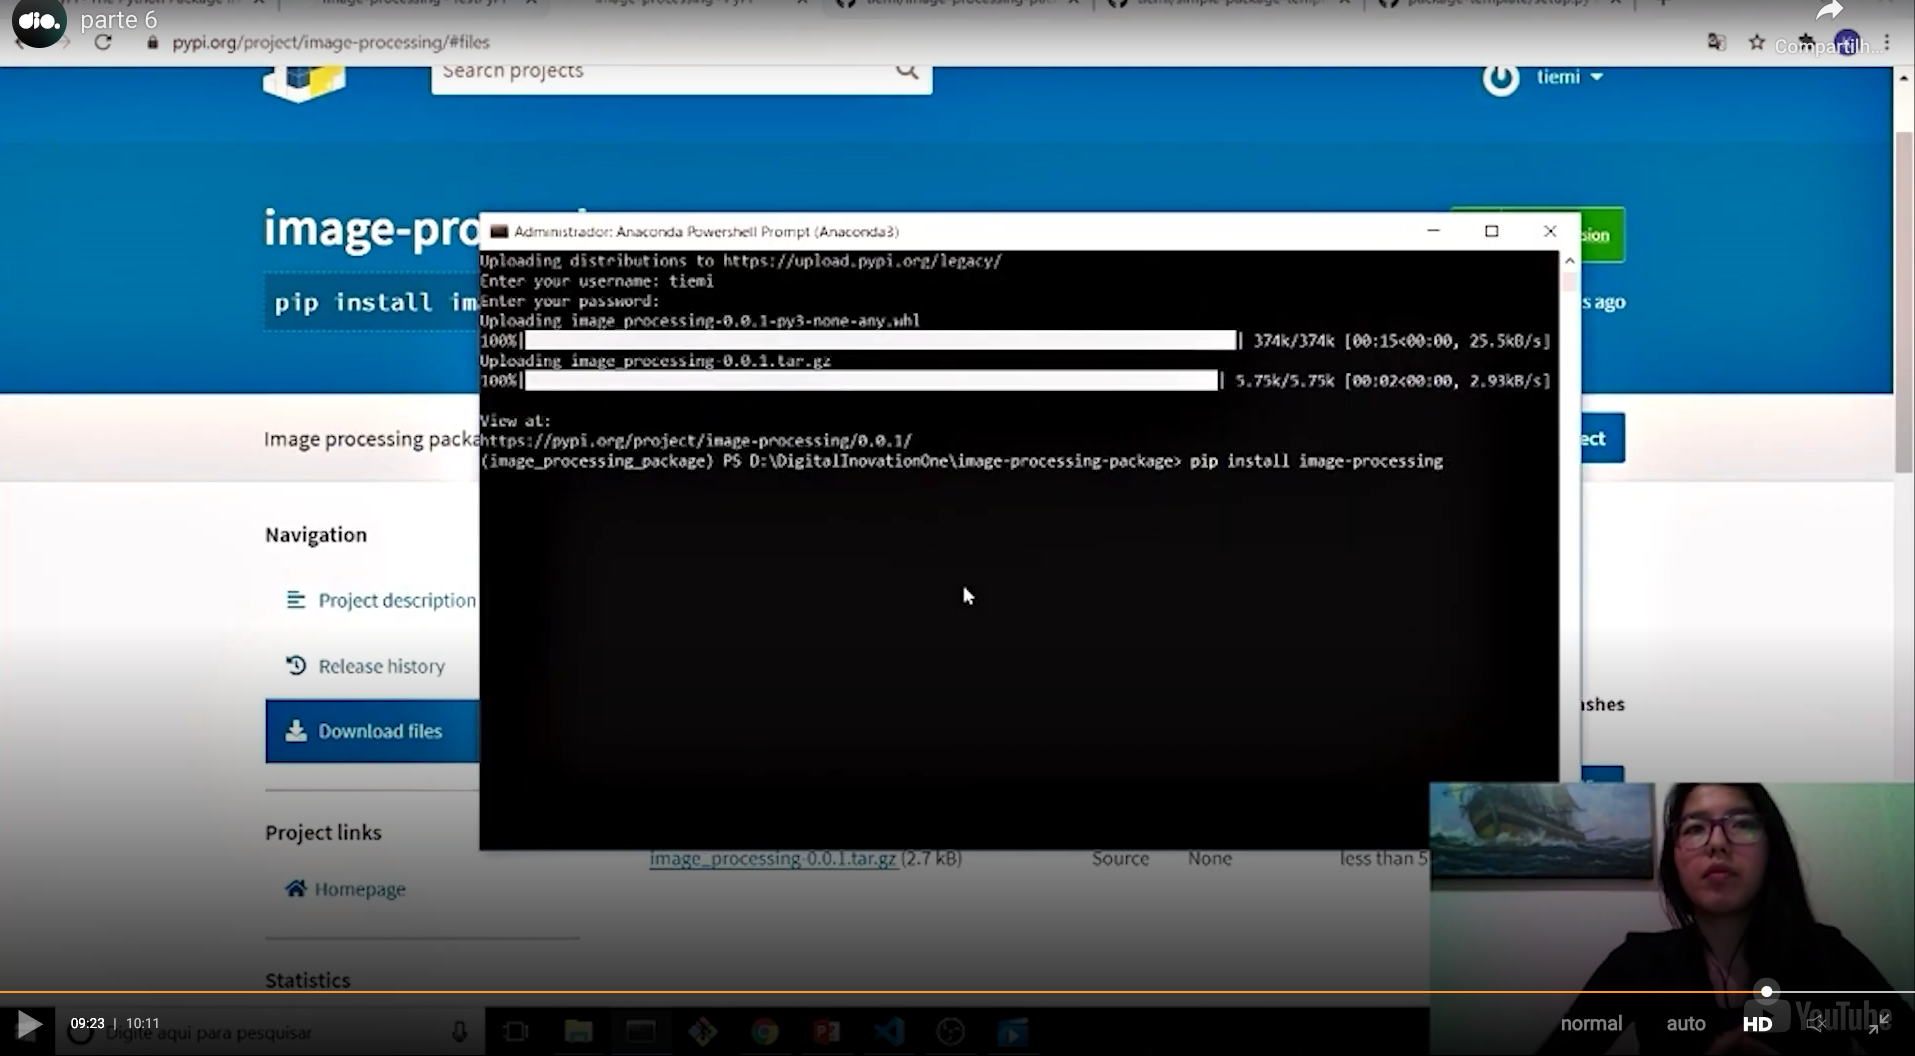 dio.
parte 6
pypi.org/project/image-processing/#files
Compartilh...
Search projects
tiemi
image-pro
sion
pip install im
s ago
Administrador: Anaconda Powershell Prompt (Anaconda3)
Uploading distributions to https://upload.pypi.org/legacy/
Enter your username: tiemi
Enter your password:
Uploading image_processing-0.0.1-py3-none-any.whl
100%| | 374k/374k [00:15<00:00, 25.5kB/s]
Uploading image_processing-0.0.1.tar.gz
100%| | 5.75k/5.75k [00:02<00:00, 2.93kB/s]
View at:
https://pypi.org/project/image-processing/0.0.1/
(image_processing_package) PS D:\DigitalInovationOne\image-processing-package> pip install image-processing
Image processing packa
ect
Navigation
Project description
Release history
Download files
ashes
Project links
image_processing-0.0.1.tar.gz (2.7 kB) Source None less than 5
Homepage
Statistics
09:23 | 10:11
Digite aqui para pesquisar
normal auto HD YouTube